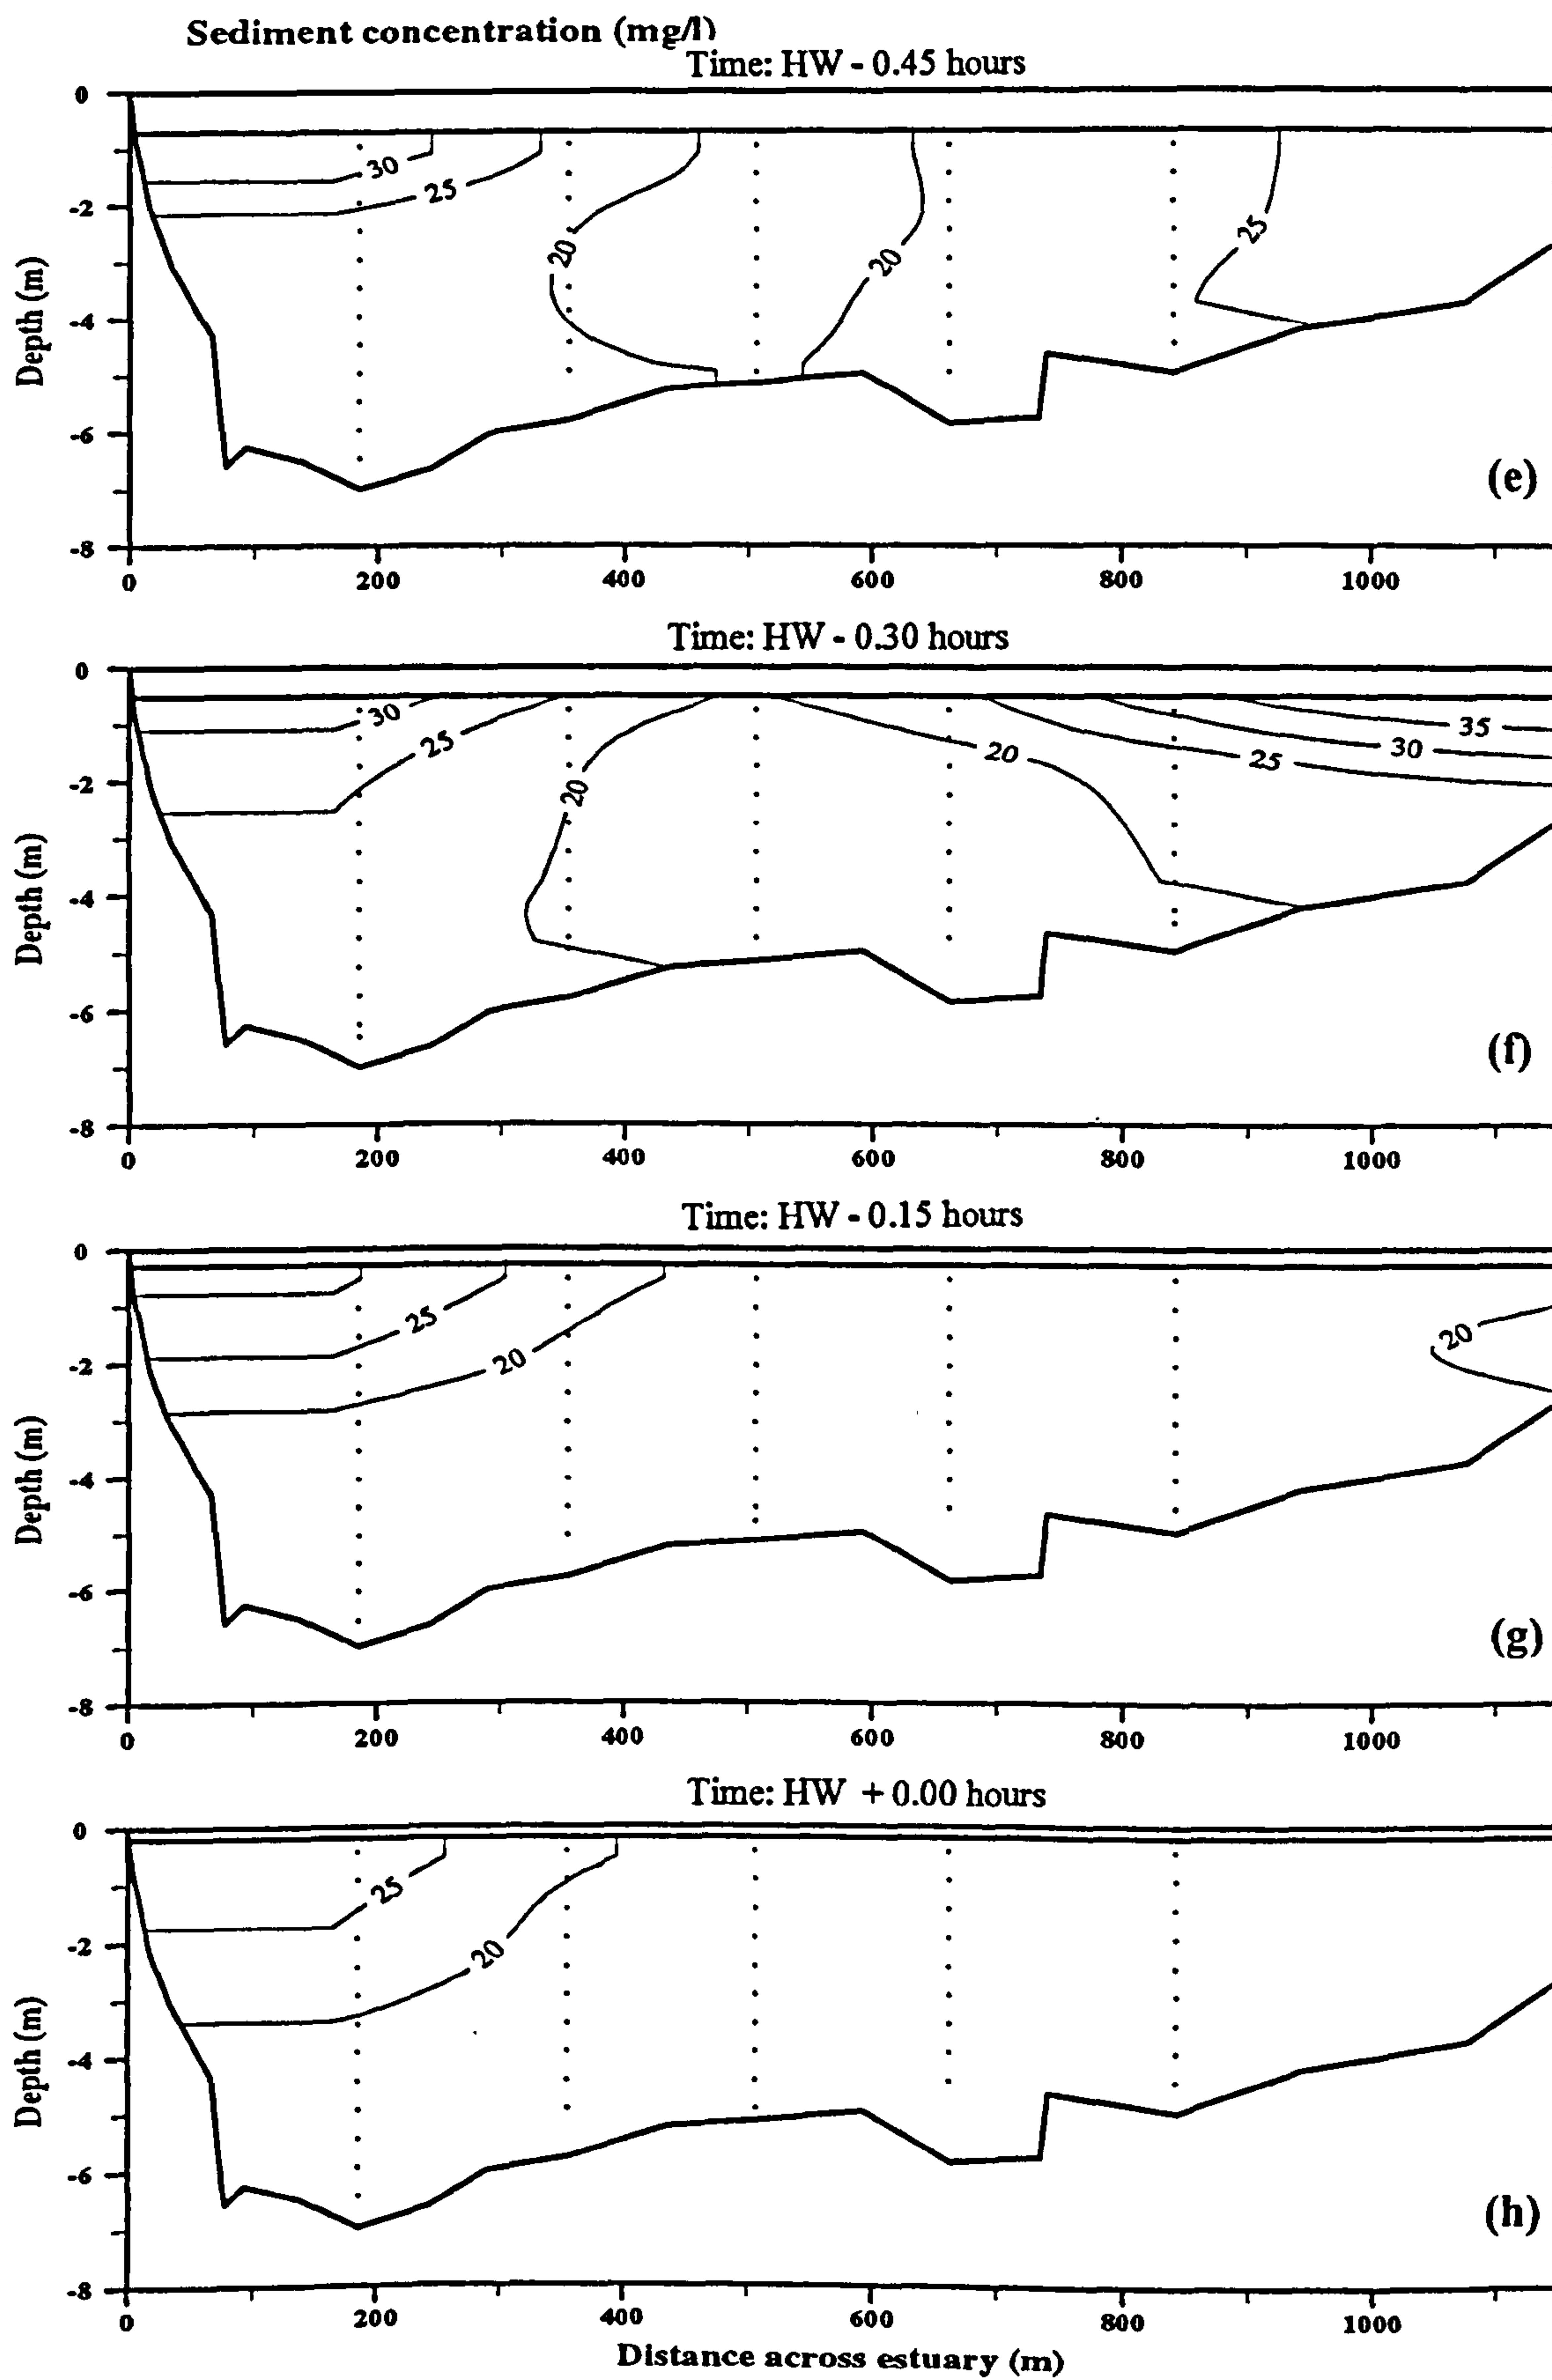 Sediment concentration (mg/l)
Time: HW - 0.45 hours
0
-2
-4
-6
-8
Depth (m)
30
25
20
20
25
(e)
0 200 400 600 800 1000
Time: HW - 0.30 hours
0
-2
-4
-6
-8
Depth (m)
30
25
20
20
25
30
35
(f)
0 200 400 600 800 1000
Time: HW - 0.15 hours
0
-2
-4
-6
-8
Depth (m)
25
20
20
(g)
0 200 400 600 800 1000
Time: HW + 0.00 hours
0
-2
-4
-6
-8
Depth (m)
25
20
(h)
0 200 400 600 800 1000
Distance across estuary (m)